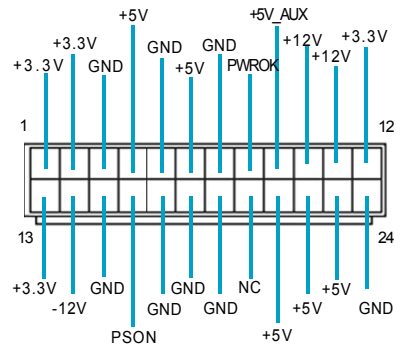 +3.3V +3.3V GND +5V GND +5V GND PWROK +5V_AUX +12V +12V +3.3V
1 12
13 24
+3.3V -12V GND PSON GND GND GND NC +5V +5V +5V GND